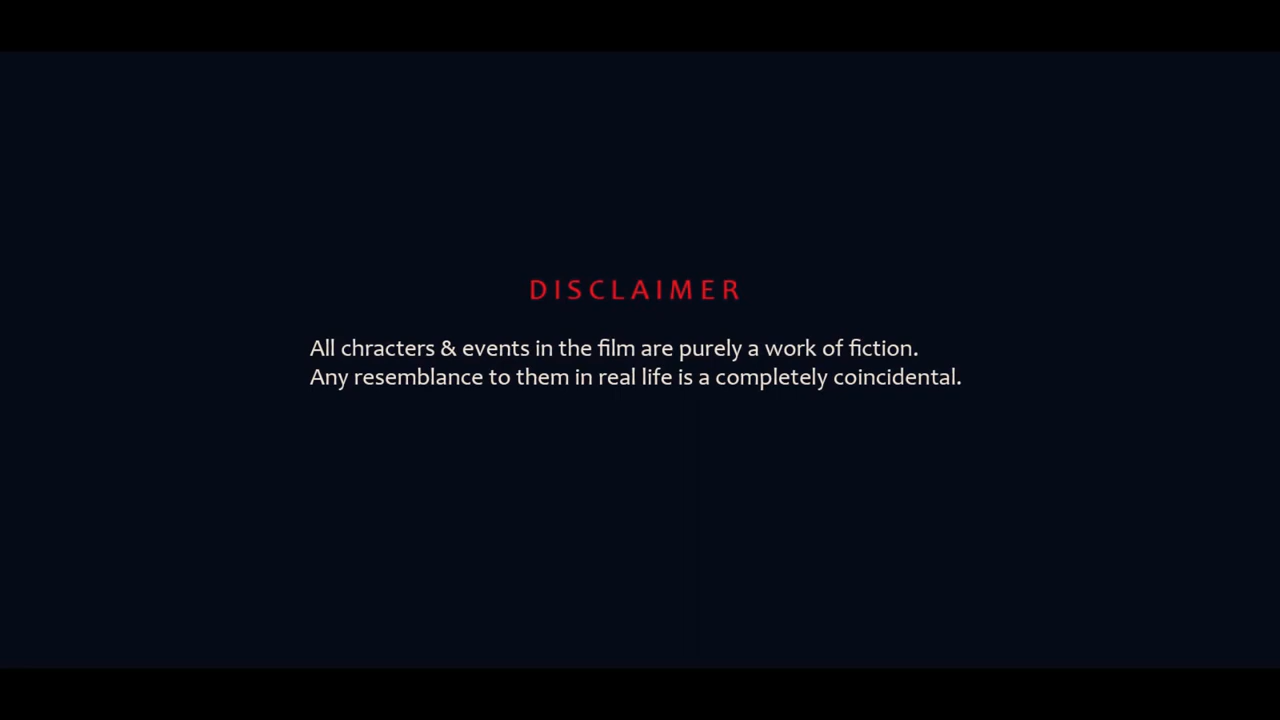 DISCLAIMER
All chracters & events in the film are purely a work of fiction.
Any resemblance to them in real life is a completely coincidental.